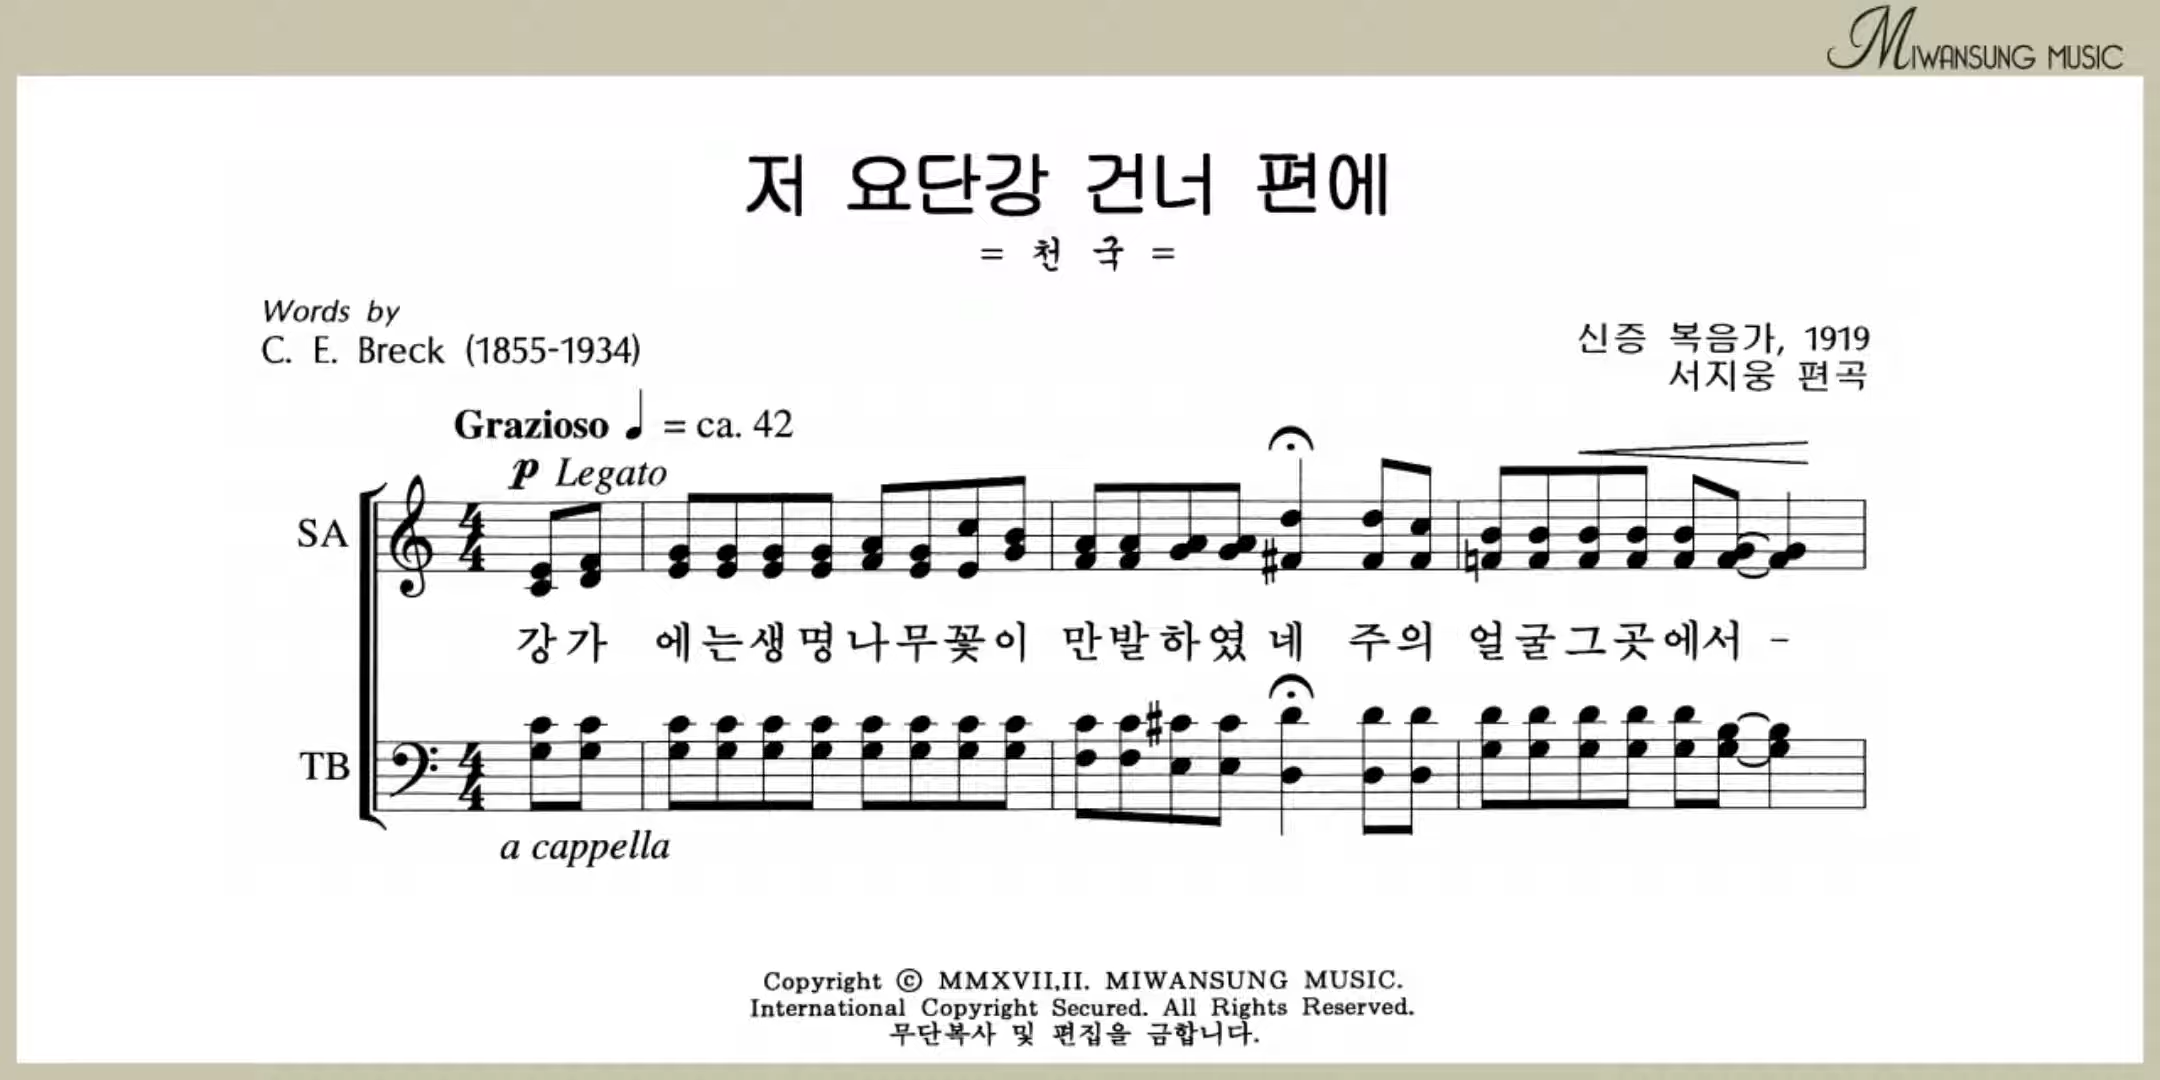 MIWANSUNG MUSIC
저 요단강 건너 편에
= 천 국 =
Words by
C. E. Breck (1855-1934)
신증 복음가, 1919
서지웅 편곡
Grazioso ♩ = ca. 42
p Legato
SA
강가 에는생명나무꽃이 만발하였 네 주의 얼굴그곳에서 -
TB
a cappella
Copyright © MMXVII,II. MIWANSUNG MUSIC.
International Copyright Secured. All Rights Reserved.
무단복사 및 편집을 금합니다.